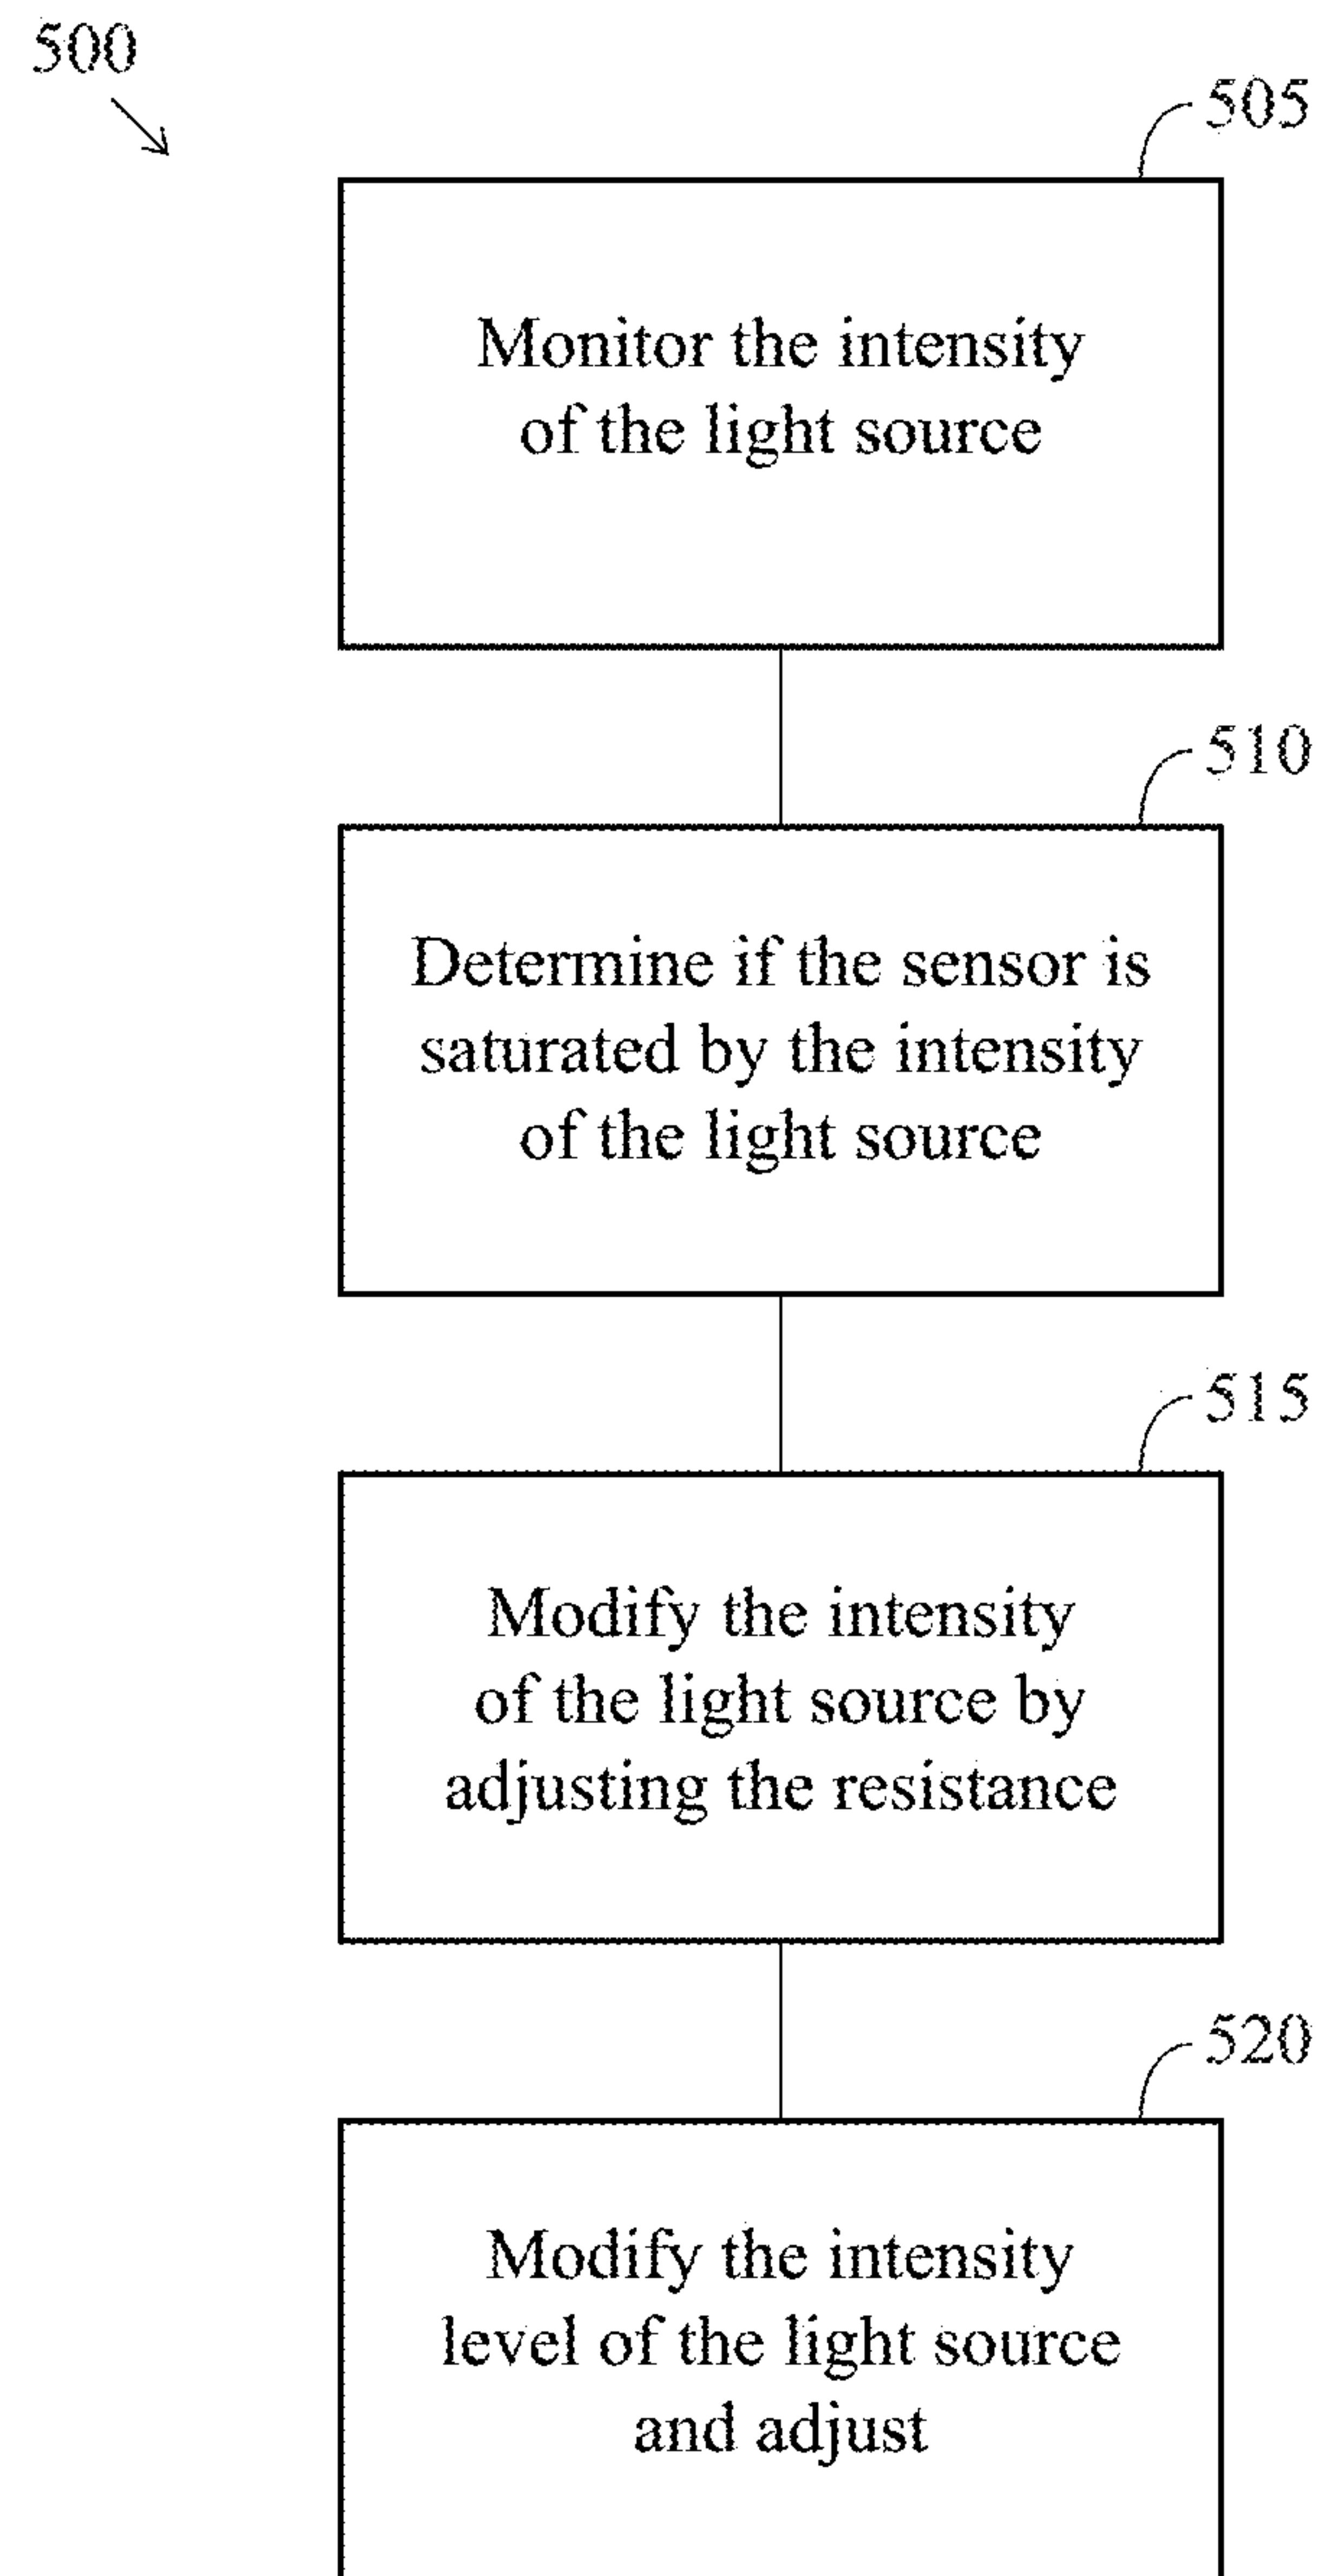 500
505
Monitor the intensity
of the light source
510
Determine if the sensor is
saturated by the intensity
of the light source
515
Modify the intensity
of the light source by
adjusting the resistance
520
Modify the intensity
level of the light source
and adjust